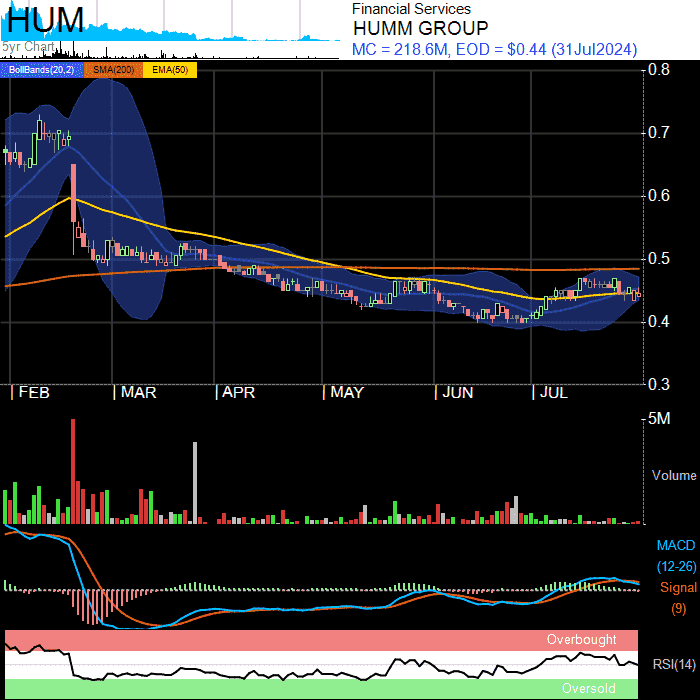 HUM
5yr Chart
Financial Services
HUMM GROUP
MC = 218.6M, EOD = $0.44 (31Jul2024)
BollBands(20,2) SMA(200) EMA(50)
0.8
0.7
0.6
0.5
0.4
0.3
FEB MAR APR MAY JUN JUL
5M
Volume
MACD
(12-26)
Signal
(9)
Overbought
RSI(14)
Oversold